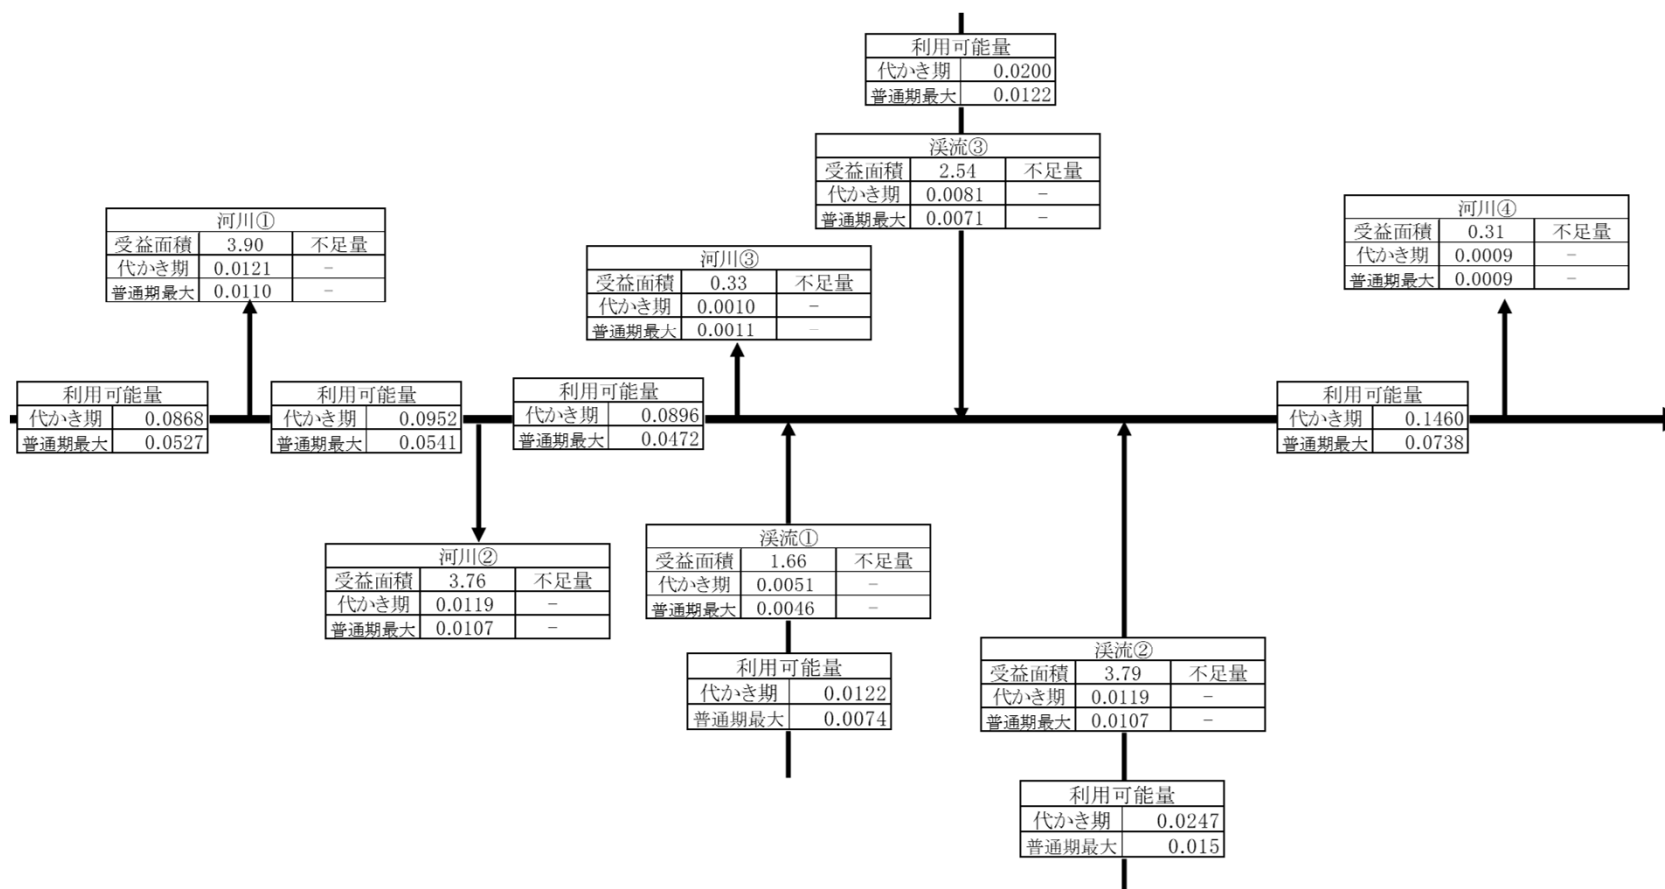 利用可能量
代かき期 0.0200
普通期最大 0.0122
渓流③
受益面積 2.54 不足量
代かき期 0.0081 −
普通期最大 0.0071 −
河川①
受益面積 3.90 不足量
代かき期 0.0121 −
普通期最大 0.0110 −
河川③
受益面積 0.33 不足量
代かき期 0.0010 −
普通期最大 0.0011 −
河川④
受益面積 0.31 不足量
代かき期 0.0009 −
普通期最大 0.0009 −
利用可能量
代かき期 0.0868
普通期最大 0.0527
利用可能量
代かき期 0.0952
普通期最大 0.0541
利用可能量
代かき期 0.0896
普通期最大 0.0472
利用可能量
代かき期 0.1460
普通期最大 0.0738
河川②
受益面積 3.76 不足量
代かき期 0.0119 −
普通期最大 0.0107 −
渓流①
受益面積 1.66 不足量
代かき期 0.0051 −
普通期最大 0.0046 −
利用可能量
代かき期 0.0122
普通期最大 0.0074
渓流②
受益面積 3.79 不足量
代かき期 0.0119 −
普通期最大 0.0107 −
利用可能量
代かき期 0.0247
普通期最大 0.015